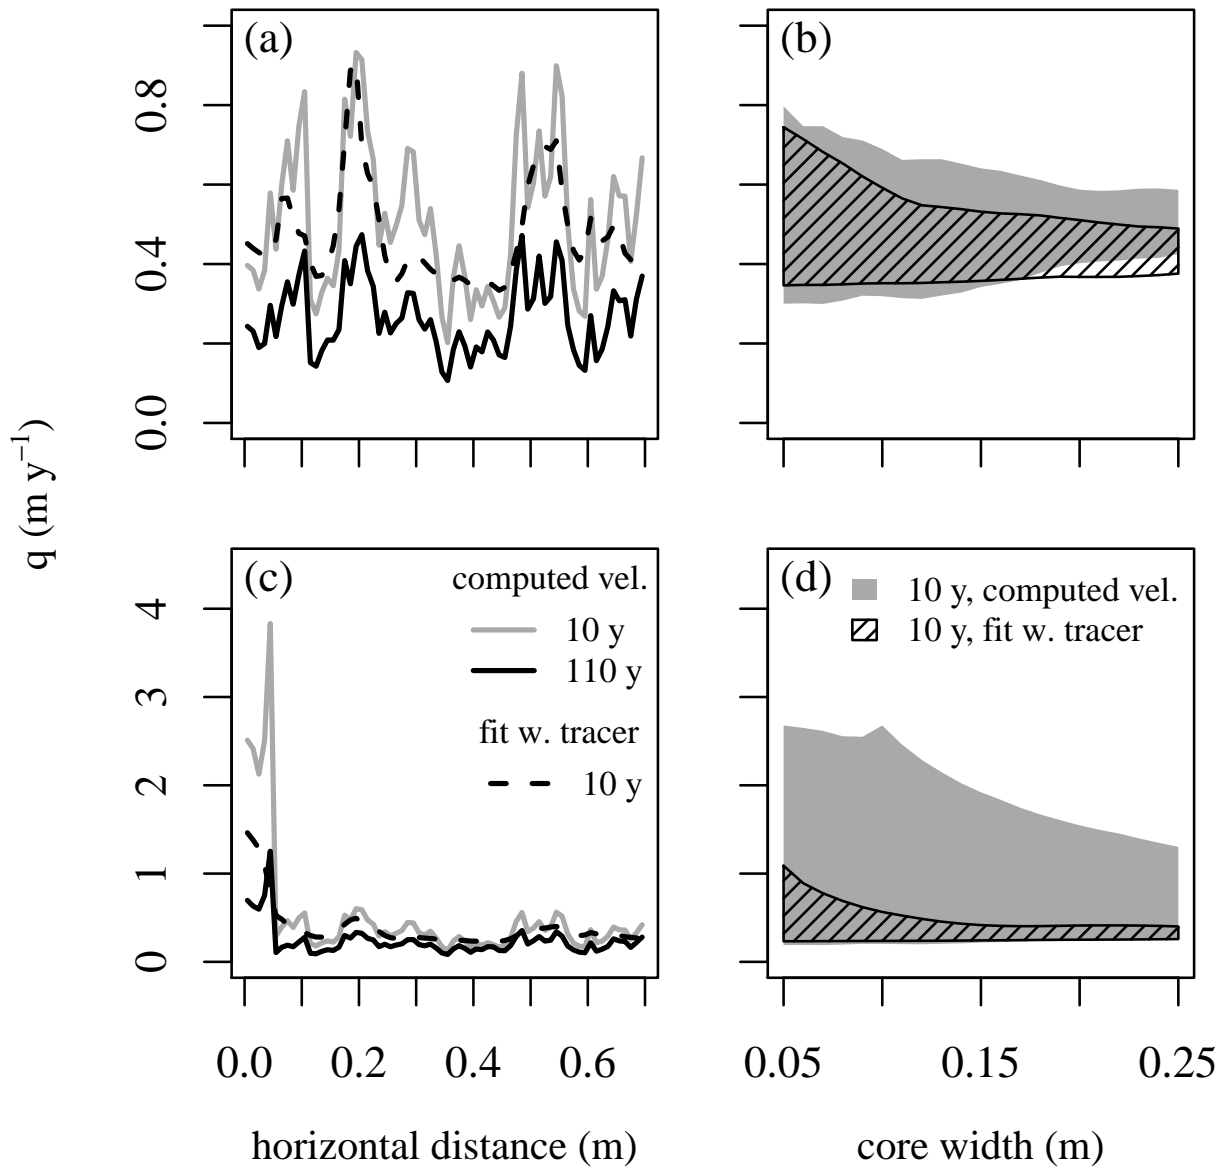 (a)
(b)
0.8
0.4
0.0
q (m y⁻¹)
(c)
computed vel.
10 y
110 y
fit w. tracer
10 y
(d)
10 y, computed vel.
10 y, fit w. tracer
4
3
2
1
0
0.0 0.2 0.4 0.6
0.05 0.15 0.25
horizontal distance (m)
core width (m)